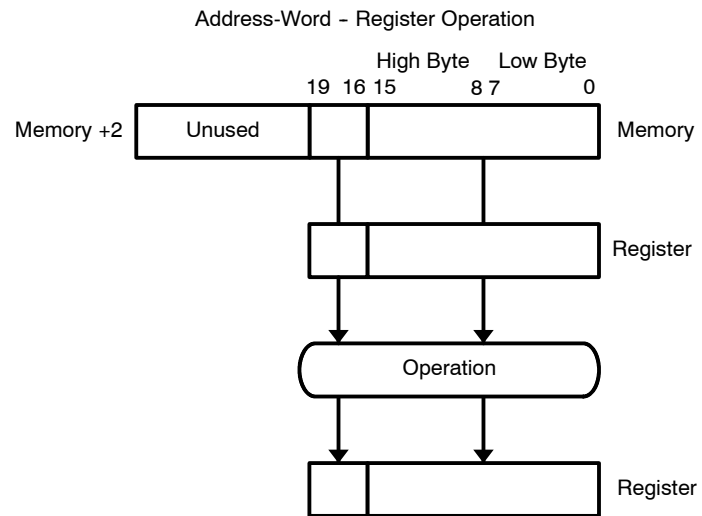 Address-Word - Register Operation
High Byte Low Byte
19 16 15 8 7 0
Memory +2 Unused Memory
Register
Operation
Register